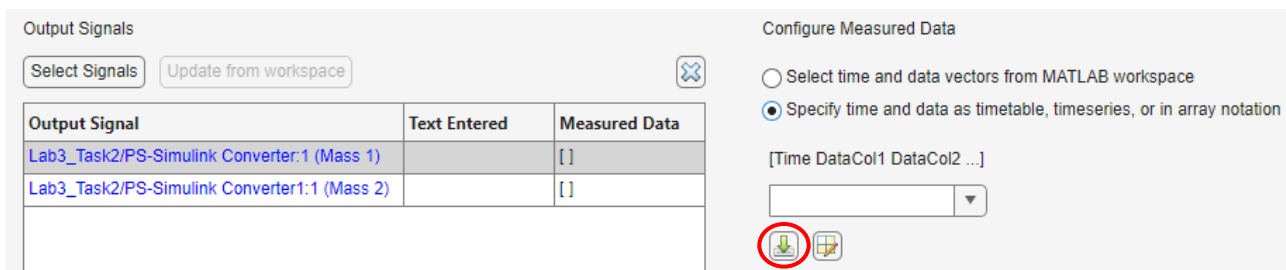 Output Signals
Select Signals Update from workspace
Output Signal Text Entered Measured Data
Lab3_Task2/PS-Simulink Converter:1 (Mass 1) [ ]
Lab3_Task2/PS-Simulink Converter1:1 (Mass 2) [ ]
Configure Measured Data
Select time and data vectors from MATLAB workspace
Specify time and data as timetable, timeseries, or in array notation
[Time DataCol1 DataCol2 ...]